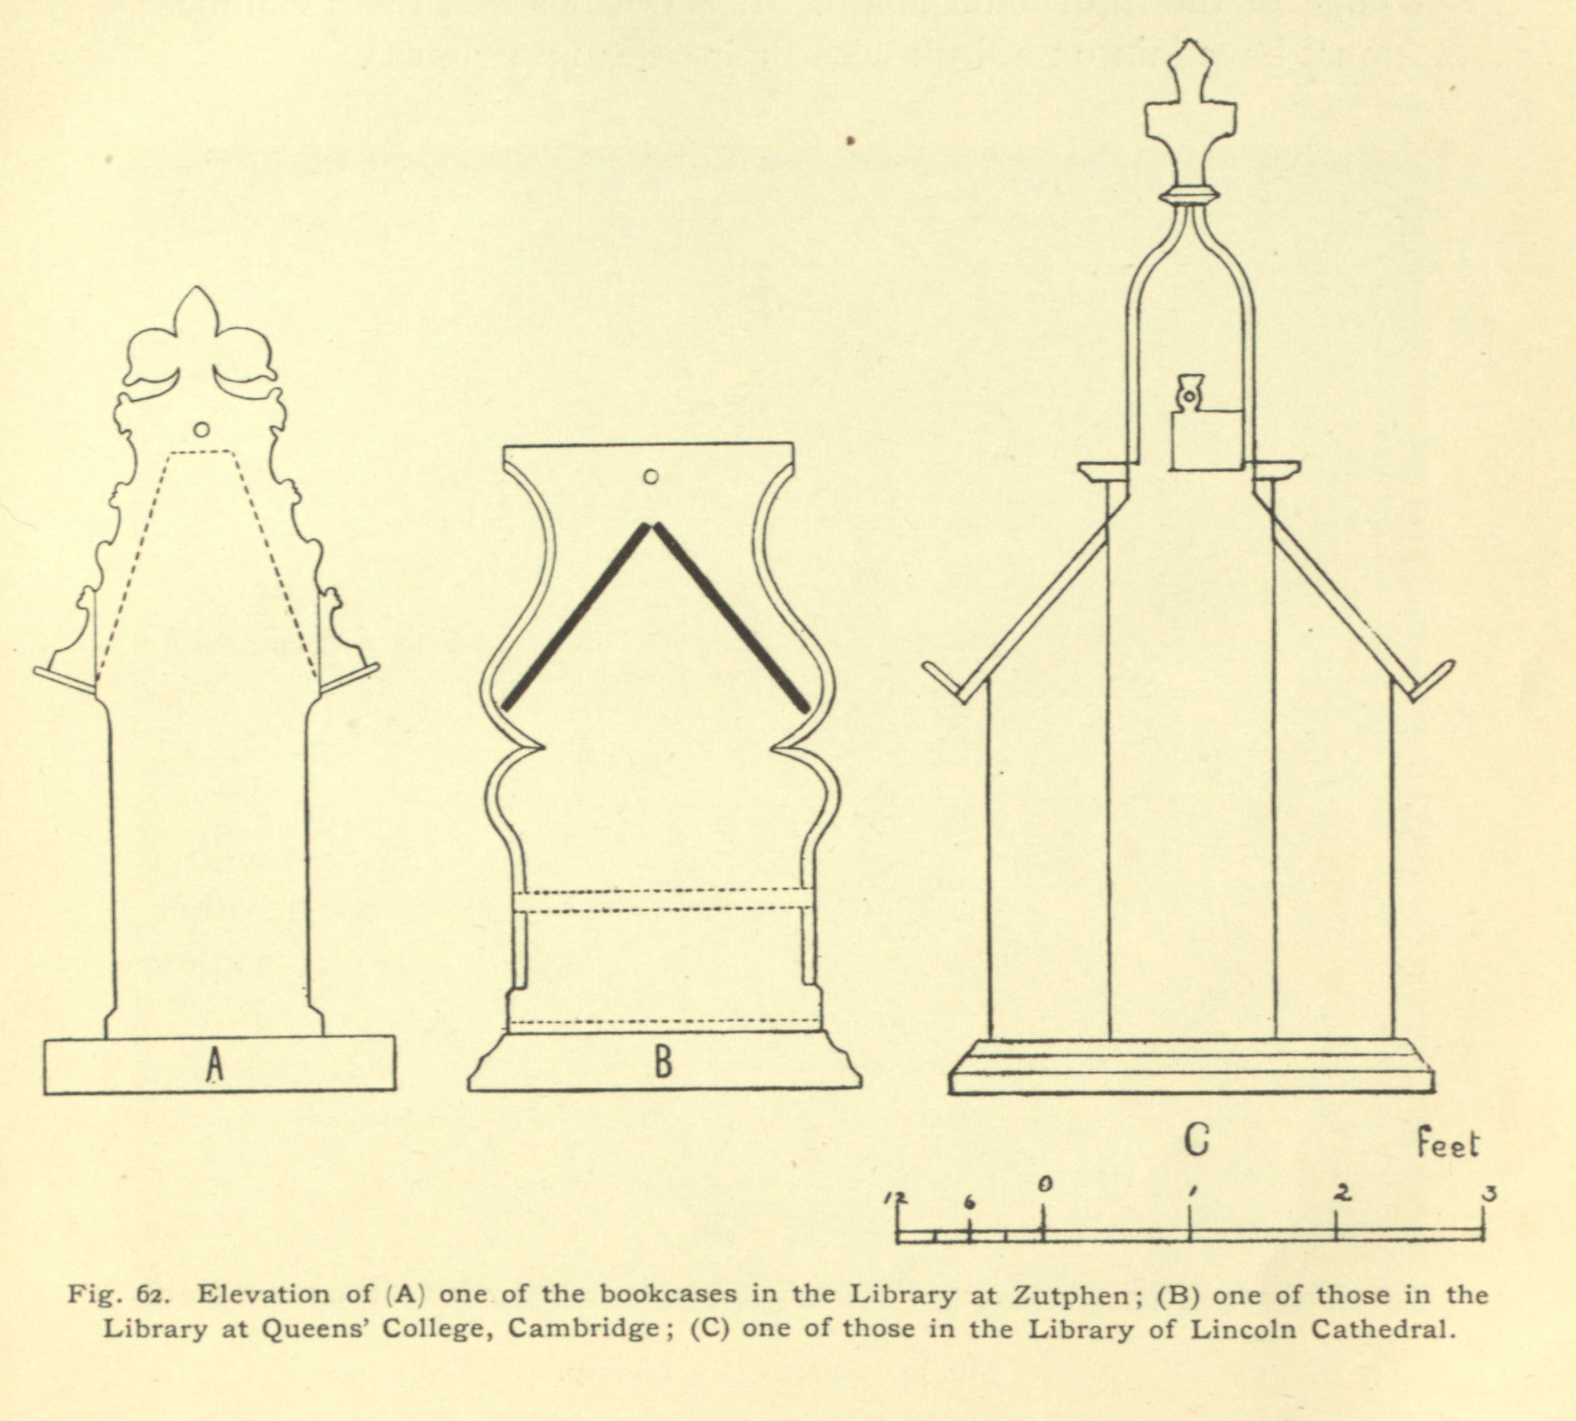 A
B
C
Feet
12 6 0 1 2 3
Fig. 62. Elevation of (A) one of the bookcases in the Library at Zutphen; (B) one of those in the
Library at Queens' College, Cambridge; (C) one of those in the Library of Lincoln Cathedral.